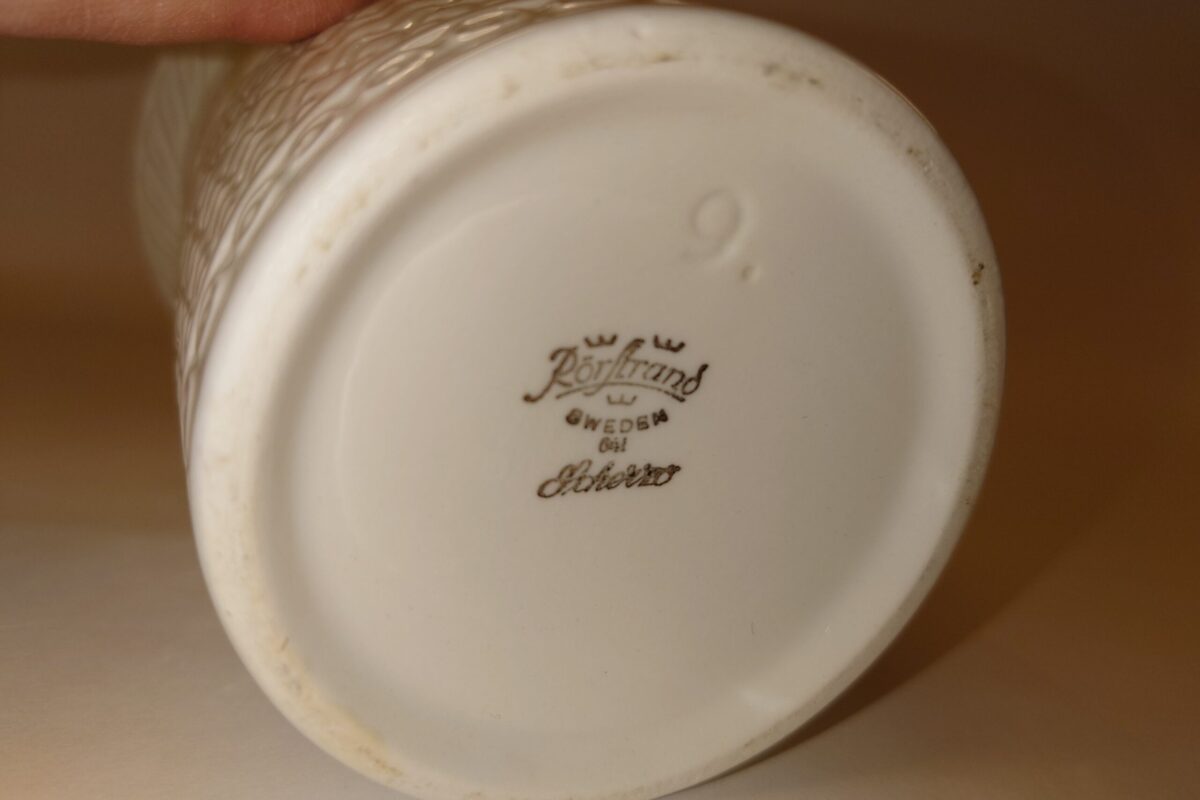 9.
Rörstrand
SWEDEN
641
Scherzo